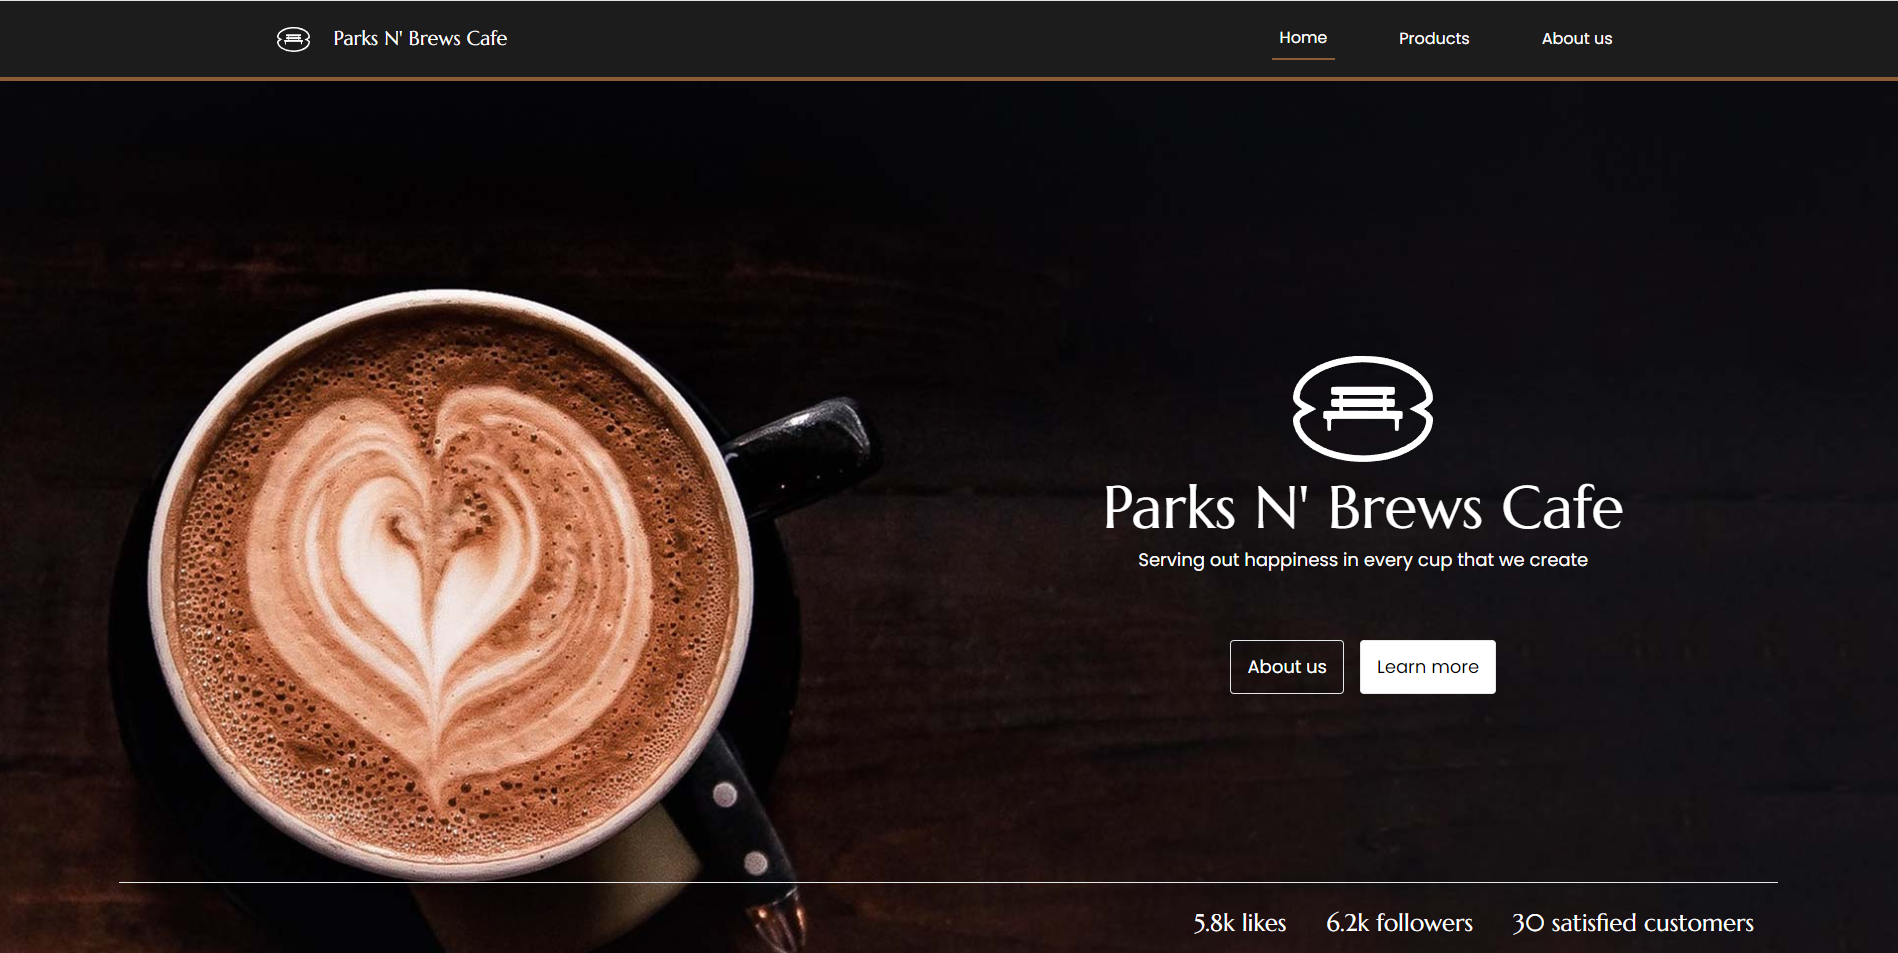 Parks N' Brews Cafe
Home Products About us
Parks N' Brews Cafe
Serving out happiness in every cup that we create
About us Learn more
5.8k likes 6.2k followers 30 satisfied customers